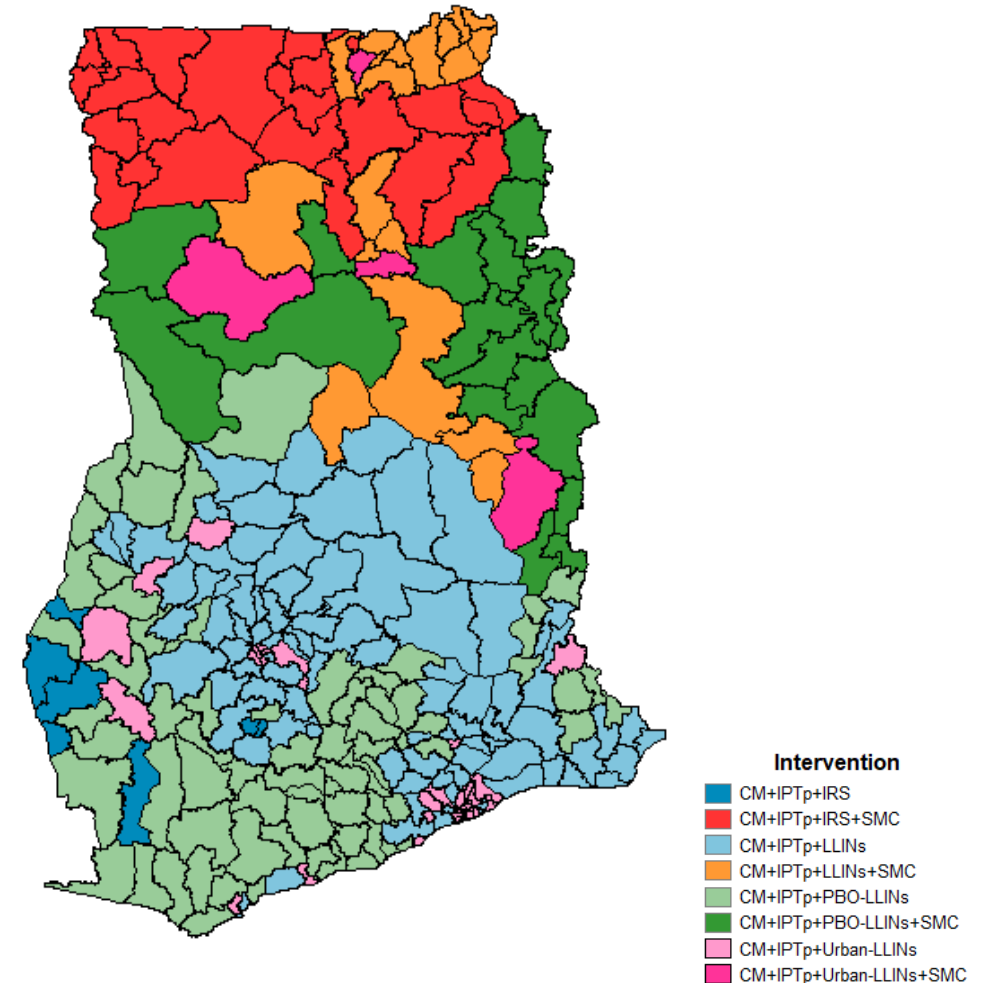 Intervention
CM+IPTp+IRS
CM+IPTp+IRS+SMC
CM+IPTp+LLINs
CM+IPTp+LLINs+SMC
CM+IPTp+PBO-LLINs
CM+IPTp+PBO-LLINs+SMC
CM+IPTp+Urban-LLINs
CM+IPTp+Urban-LLINs+SMC